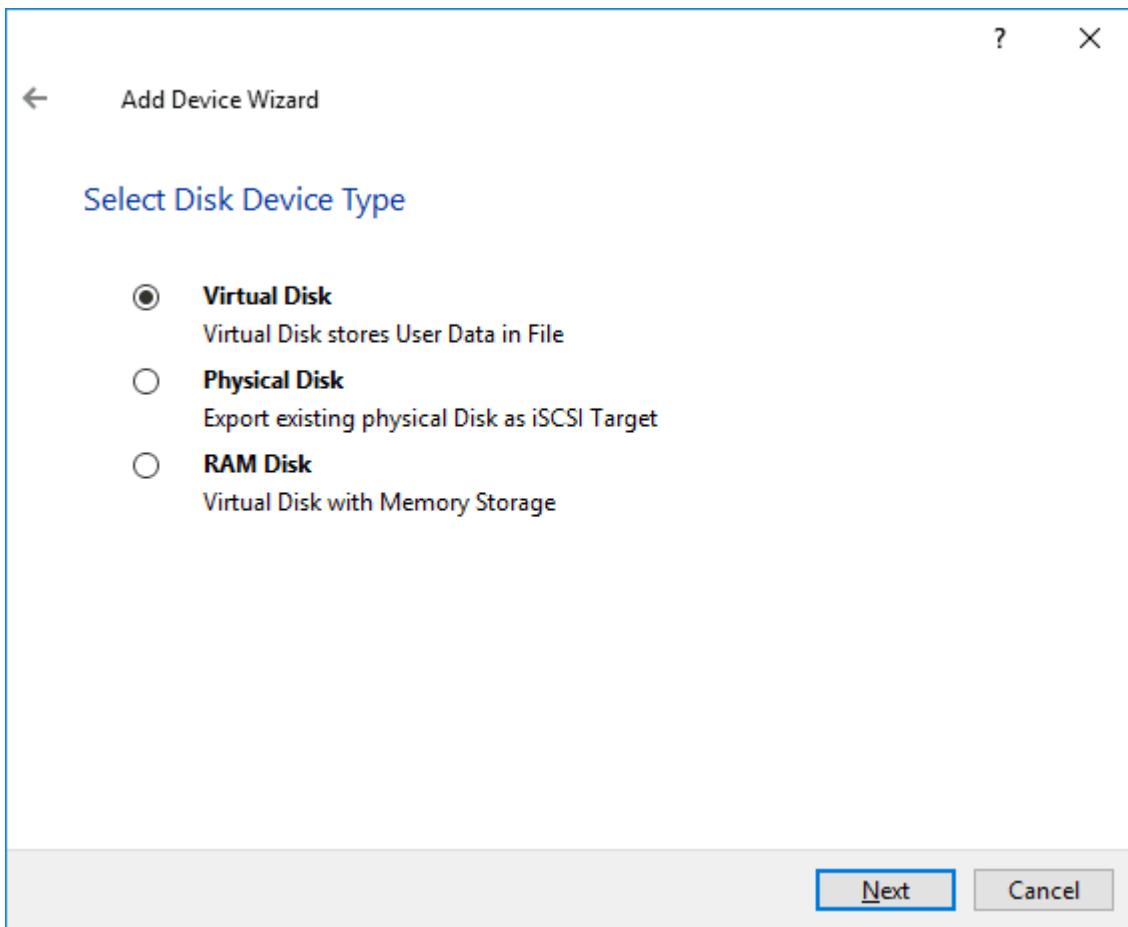 ?
Add Device Wizard
Select Disk Device Type
Virtual Disk
Virtual Disk stores User Data in File
Physical Disk
Export existing physical Disk as iSCSI Target
RAM Disk
Virtual Disk with Memory Storage
Next Cancel